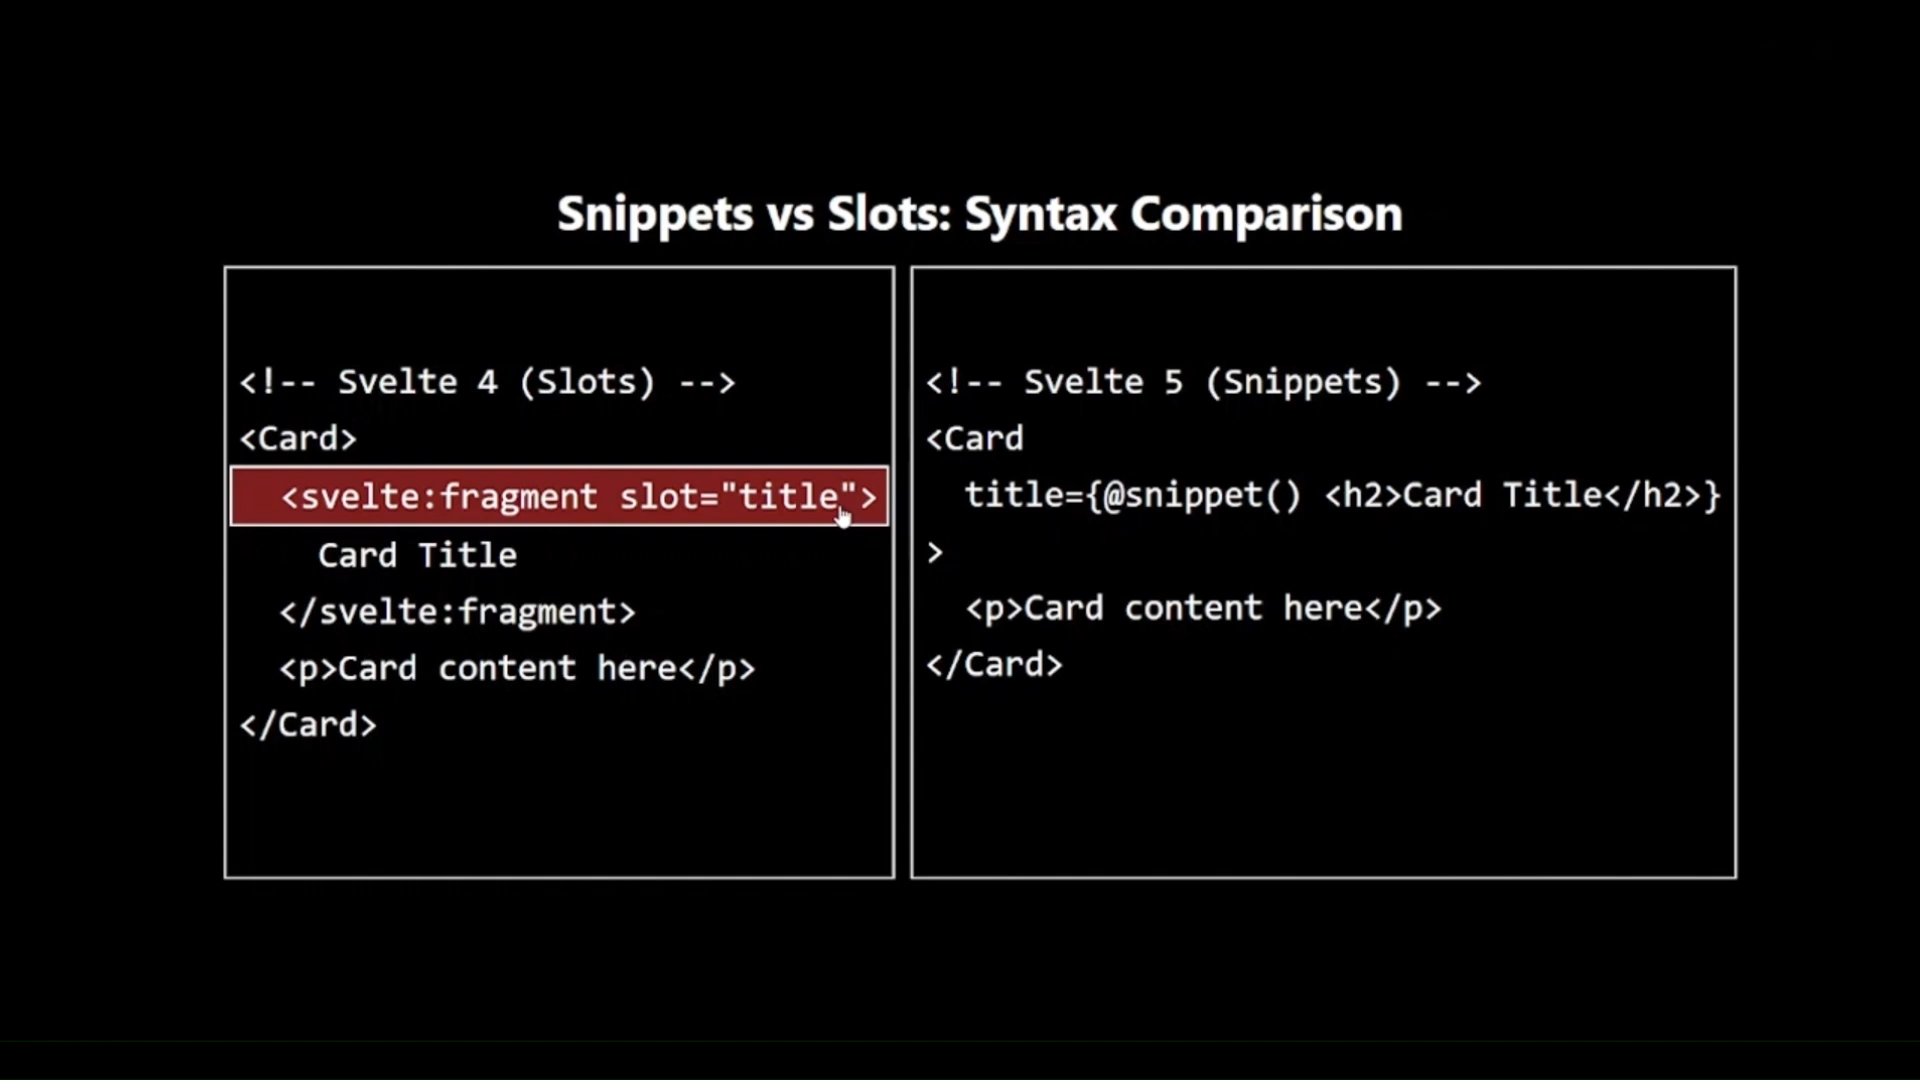 Snippets vs Slots: Syntax Comparison
<!-- Svelte 4 (Slots) -->
<Card>
<svelte:fragment slot="title">
Card Title
</svelte:fragment>
<p>Card content here</p>
</Card>
<!-- Svelte 5 (Snippets) -->
<Card
title={@snippet() <h2>Card Title</h2>}
>
<p>Card content here</p>
</Card>